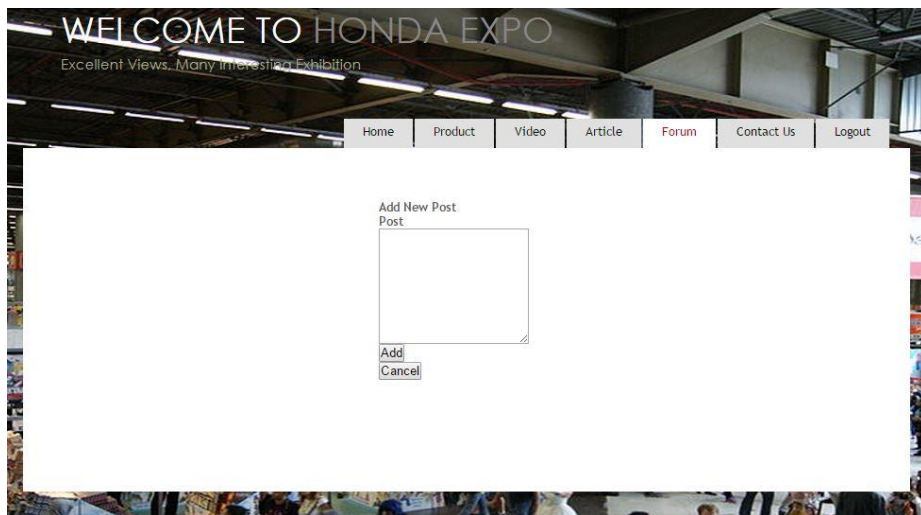 WELCOME TO HONDA EXPO
Excellent Views, Many Interesting Exhibition
Home Product Video Article Forum Contact Us Logout
Add New Post
Post
Add
Cancel